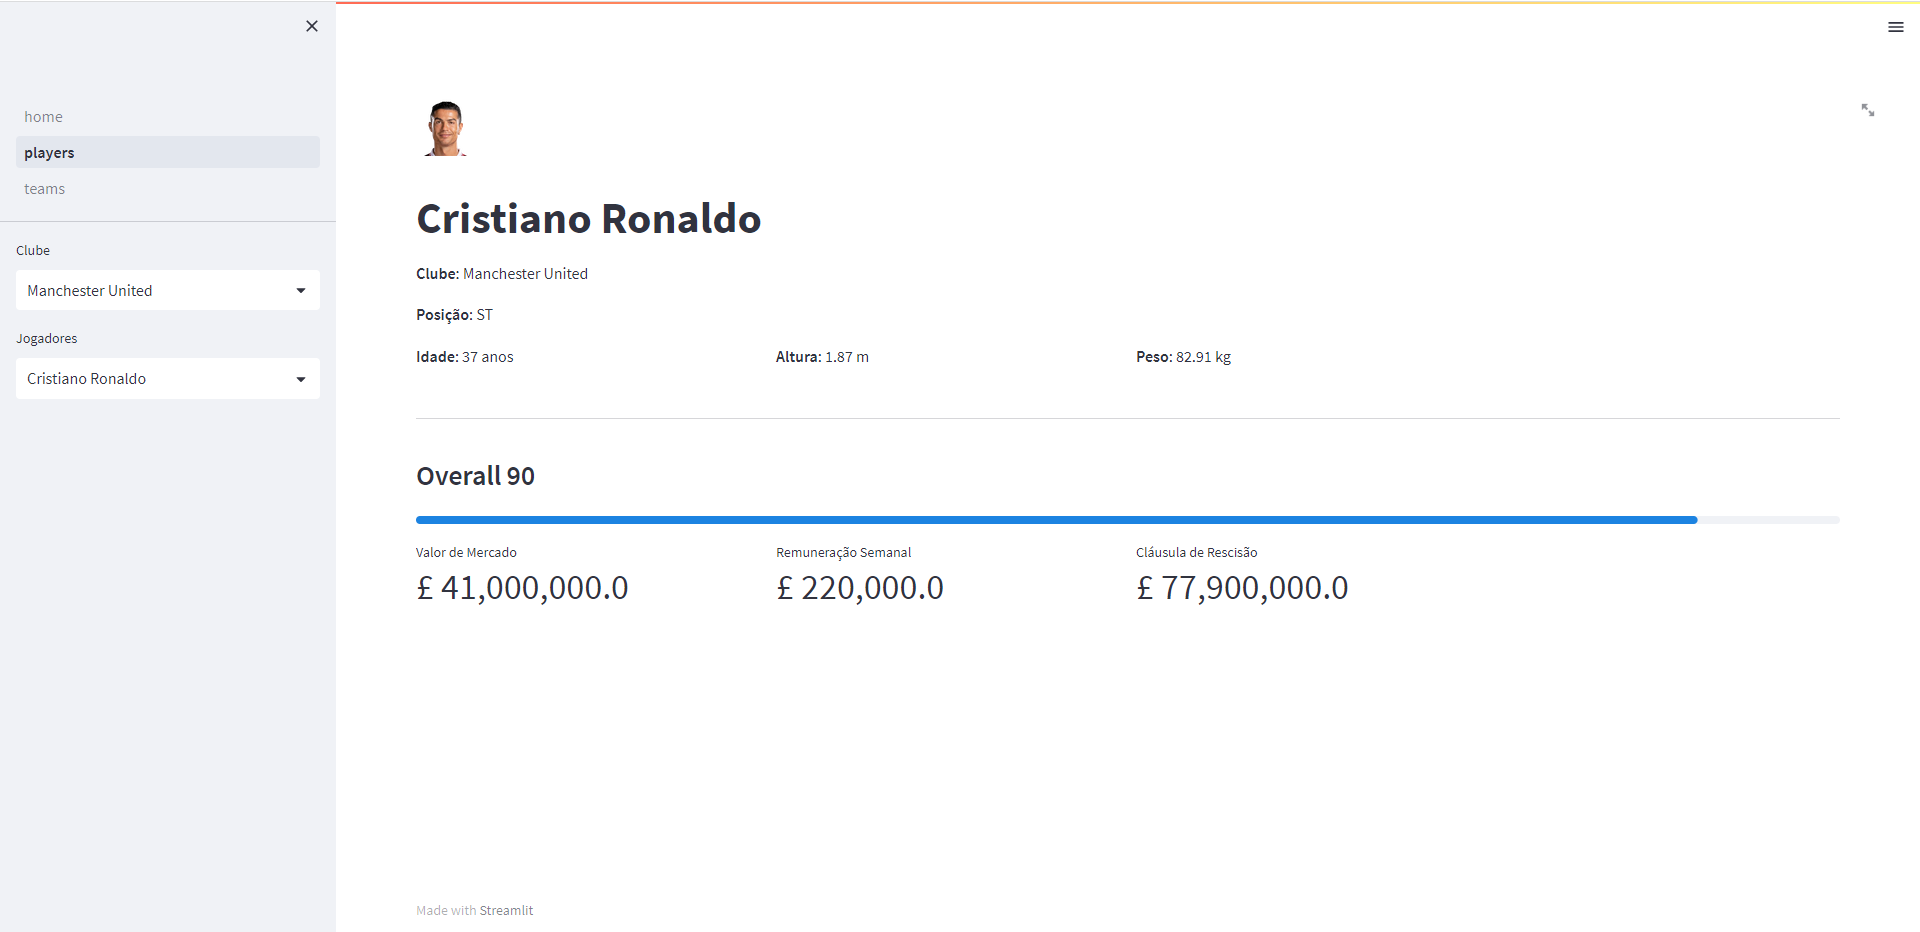 home
players
teams
Clube
Manchester United
Jogadores
Cristiano Ronaldo
Cristiano Ronaldo
Clube: Manchester United
Posição: ST
Idade: 37 anos
Altura: 1.87 m
Peso: 82.91 kg
Overall 90
Valor de Mercado
£ 41,000,000.0
Remuneração Semanal
£ 220,000.0
Cláusula de Rescisão
£ 77,900,000.0
Made with Streamlit